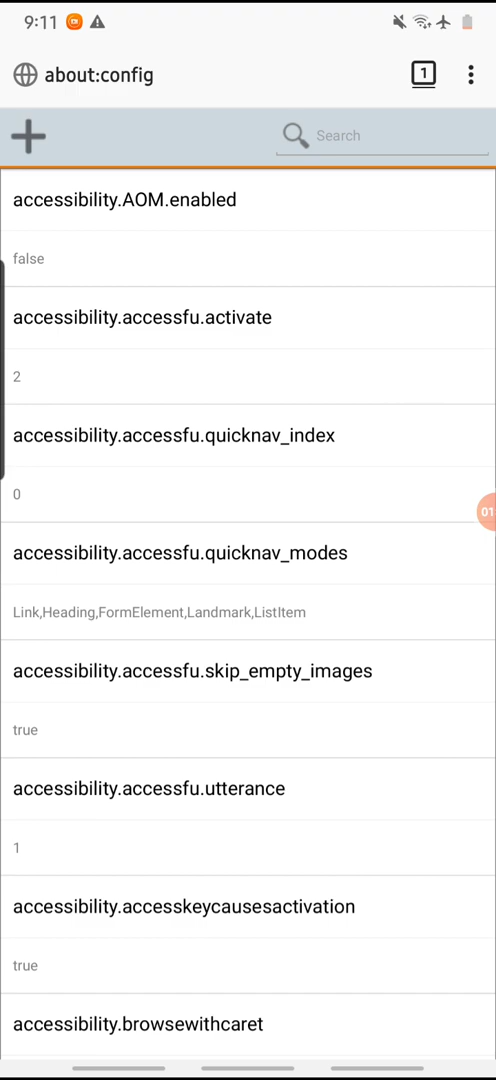 9:11
about:config
1
Search
accessibility.AOM.enabled
false
accessibility.accessfu.activate
2
accessibility.accessfu.quicknav_index
0
01:
accessibility.accessfu.quicknav_modes
Link,Heading,FormElement,Landmark,ListItem
accessibility.accessfu.skip_empty_images
true
accessibility.accessfu.utterance
1
accessibility.accesskeycausesactivation
true
accessibility.browsewithcaret